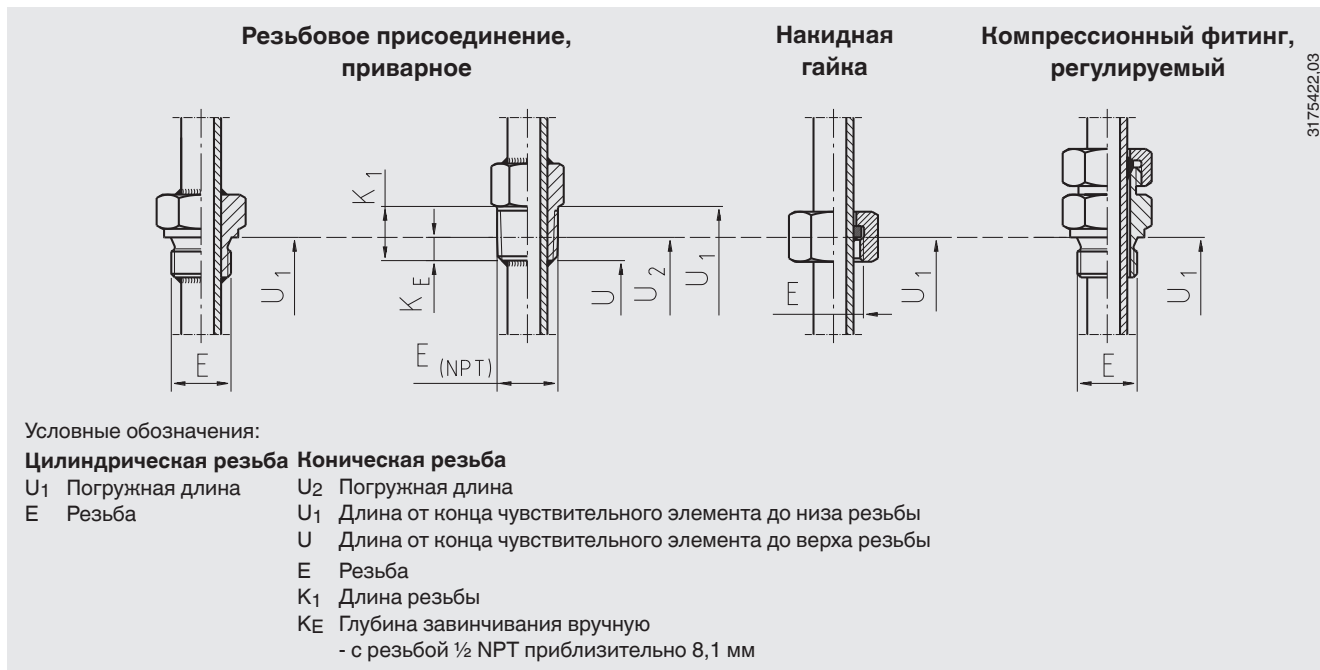 Резьбовое присоединение,
приварное
Накидная
гайка
Компрессионный фитинг,
регулируемый
3175422,03
U1
E
K1
KE
E (NPT)
U
U2
U1
E
U1
U1
E
Условные обозначения:
Цилиндрическая резьба
U1 Погружная длина
E Резьба
Коническая резьба
U2 Погружная длина
U1 Длина от конца чувствительного элемента до низа резьбы
U Длина от конца чувствительного элемента до верха резьбы
E Резьба
K1 Длина резьбы
KE Глубина завинчивания вручную
- с резьбой ½ NPT приблизительно 8,1 мм